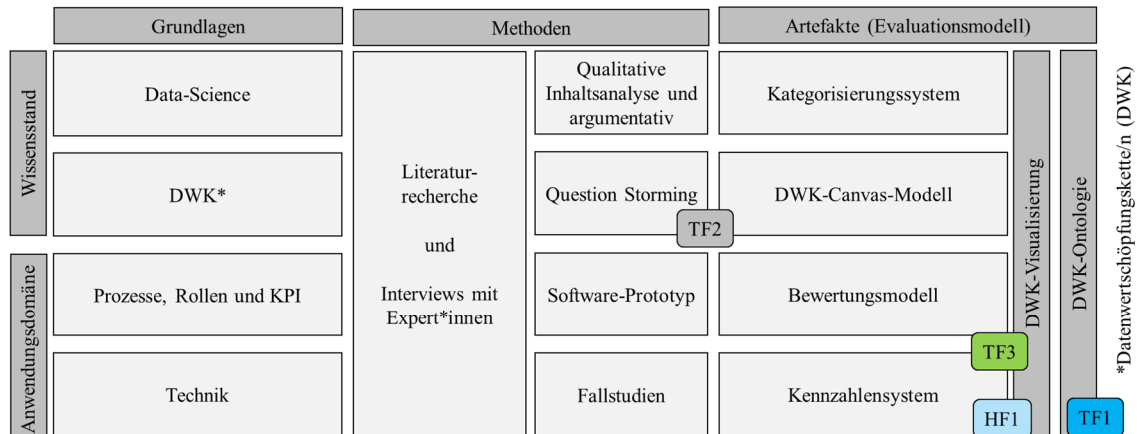 Grundlagen
Methoden
Artefakte (Evaluationsmodell)
Wissensstand
Data-Science
Literatur-
recherche
und
Interviews mit
Expert*innen
Qualitative
Inhaltsanalyse und
argumentativ
Kategorisierungssystem
DWK*
Question Storming
TF2
DWK-Canvas-Modell
Anwendungsdomäne
Prozesse, Rollen und KPI
Software-Prototyp
Bewertungsmodell
TF3
Technik
Fallstudien
Kennzahlensystem
HF1
DWK-Visualisierung
DWK-Ontologie
TF1
*Datenwertschöpfungskette/n (DWK)